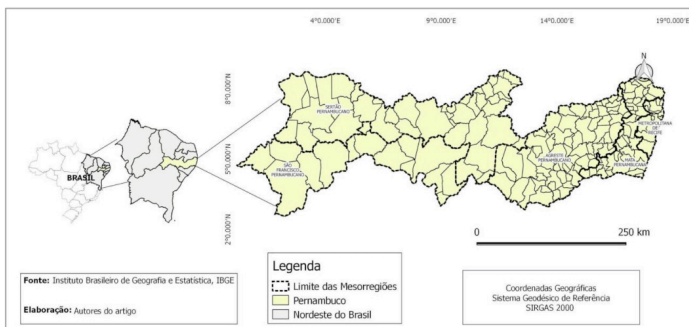 4°0.000'E 9°0.000'E 14°0.000'E 19°0.000'E
N
8°0.000'N
5°0.000'N
2°0.000'N
BRASIL
SERTÃO
PERNAMBUCANO
SÃO
FRANCISCO
PERNAMBUCANO
AGRESTE
PERNAMBUCANO
METROPOLITANA
DE
RECIFE
MATA
PERNAMBUCANO
0 250 km
Legenda
Limite das Mesorregiões
Pernambuco
Nordeste do Brasil
Fonte: Instituto Brasileiro de Geografia e Estatística, IBGE
Elaboração: Autores do artigo
Coordenadas Geográficas
Sistema Geodésico de Referência
SIRGAS 2000